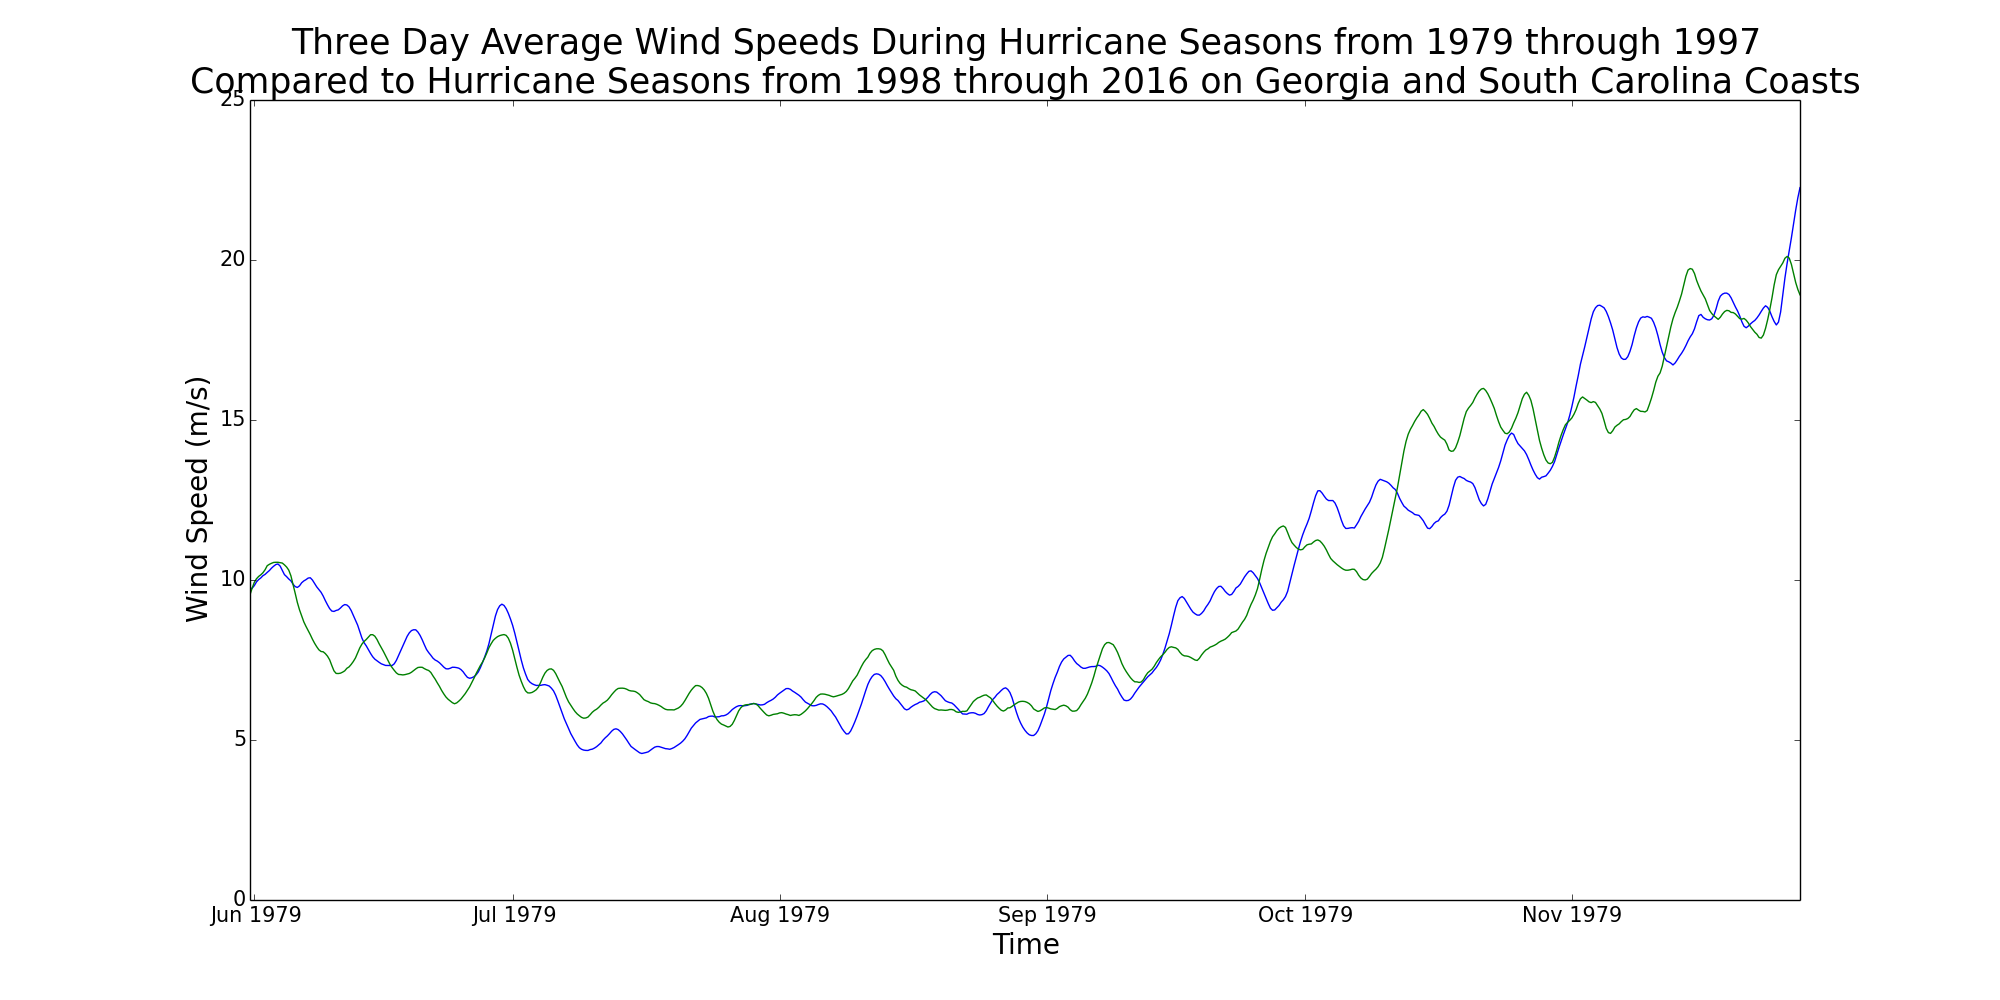 Three Day Average Wind Speeds During Hurricane Seasons from 1979 through 1997
Compared to Hurricane Seasons from 1998 through 2016 on Georgia and South Carolina Coasts
25
20
15
10
5
0
Wind Speed (m/s)
Jun 1979 Jul 1979 Aug 1979 Sep 1979 Oct 1979 Nov 1979
Time